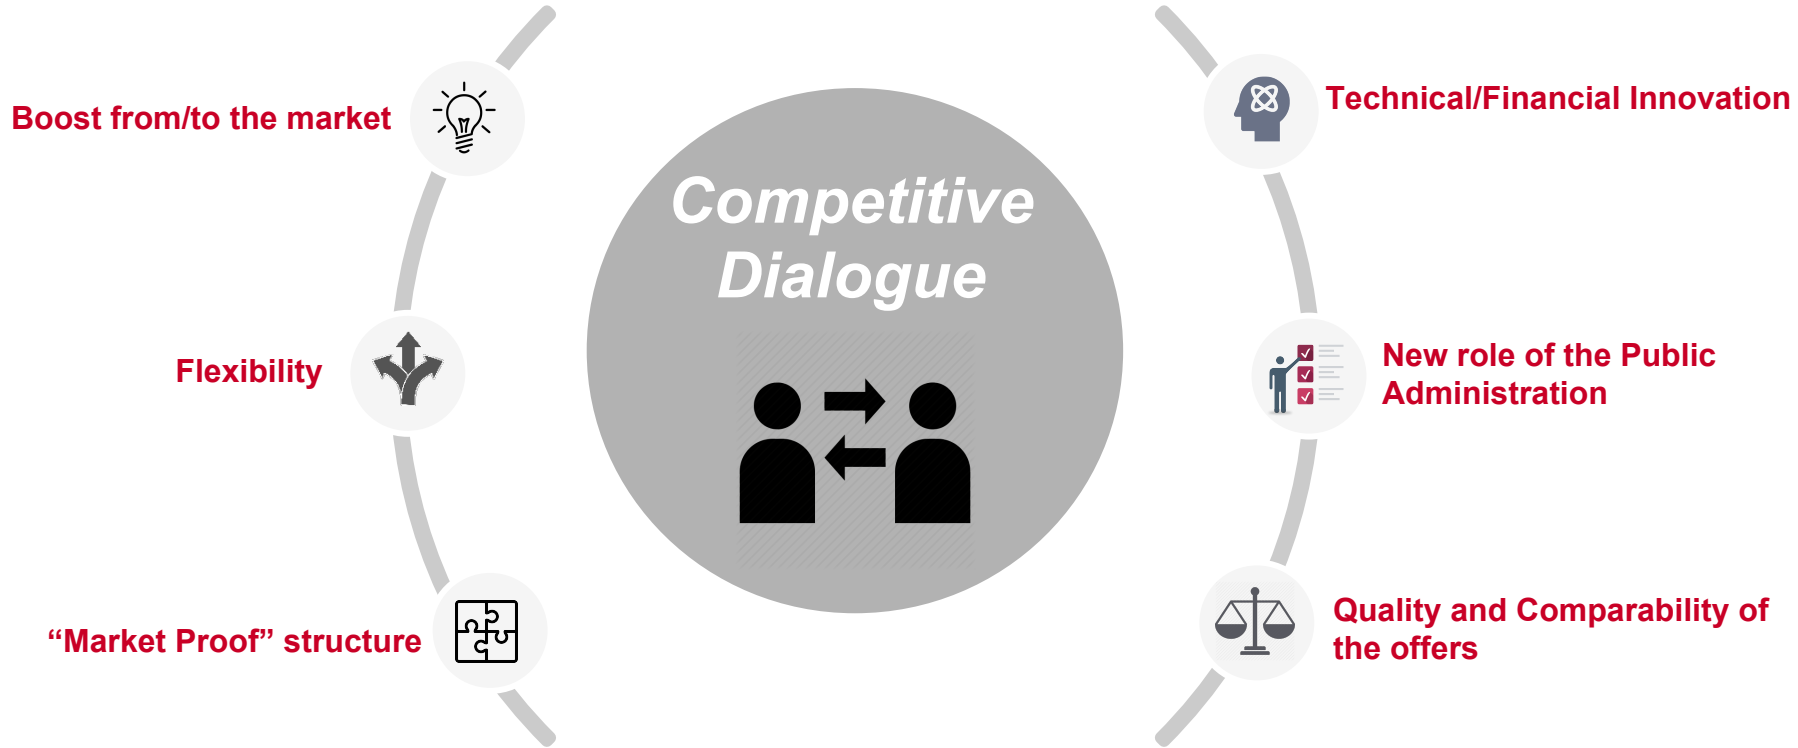 Boost from/to the market
Flexibility
“Market Proof” structure
Competitive
Dialogue
Technical/Financial Innovation
New role of the Public
Administration
Quality and Comparability of
the offers